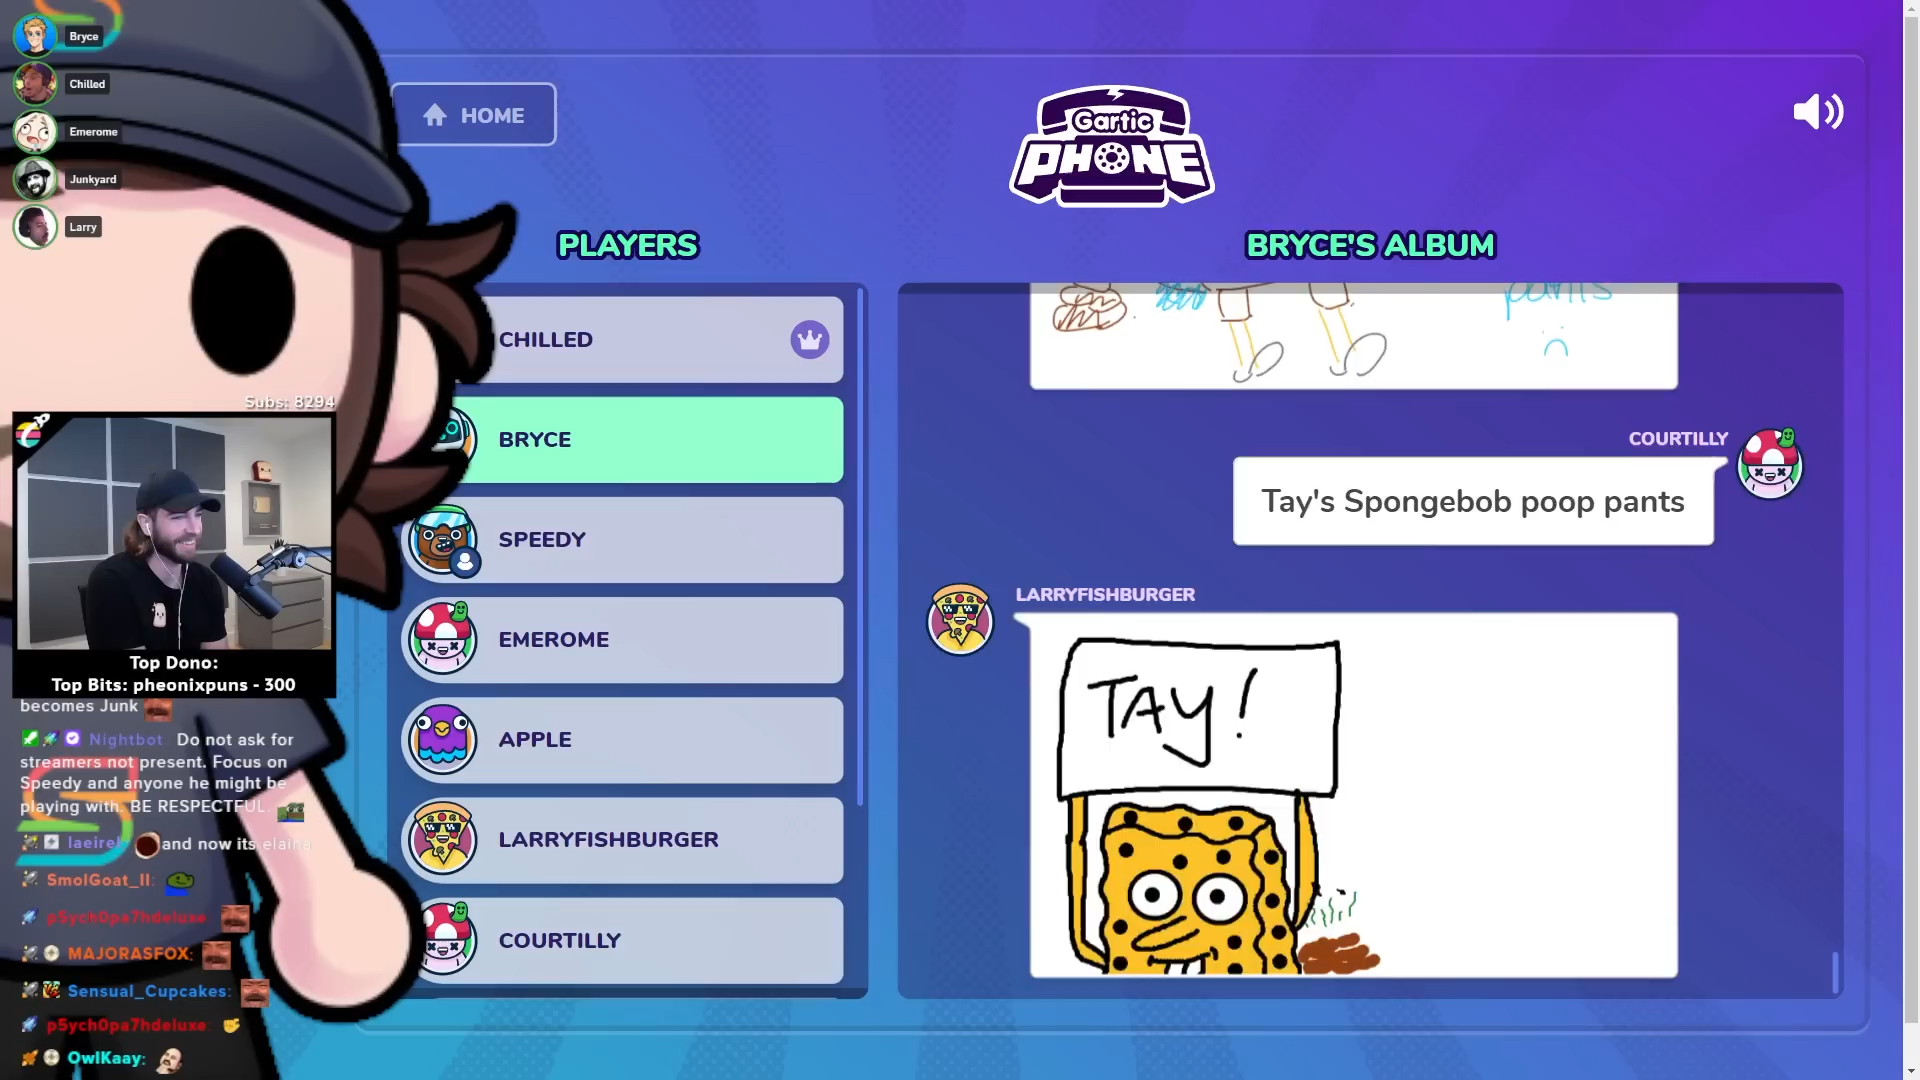 Bryce
Chilled
Emerome
Junkyard
Larry
HOME
Gartic
PHONE
PLAYERS
BRYCE'S ALBUM
CHILLED
BRYCE
SPEEDY
EMEROME
APPLE
LARRYFISHBURGER
COURTILLY
pants
COURTILLY
Tay's Spongebob poop pants
LARRYFISHBURGER
TAY!
Subs: 8294
Top Dono:
Top Bits: pheonixpuns - 300
becomes Junk
Nightbot Do not ask for
streamers not present. Focus on
Speedy and anyone he might be
playing with. BE RESPECTFUL.
and now its elaina
SmolGoat_II:
p5ych0pa7hdeluxe
MAJORASFOX:
Sensual_Cupcakes:
p5ych0pa7hdeluxe:
OwlKaay: